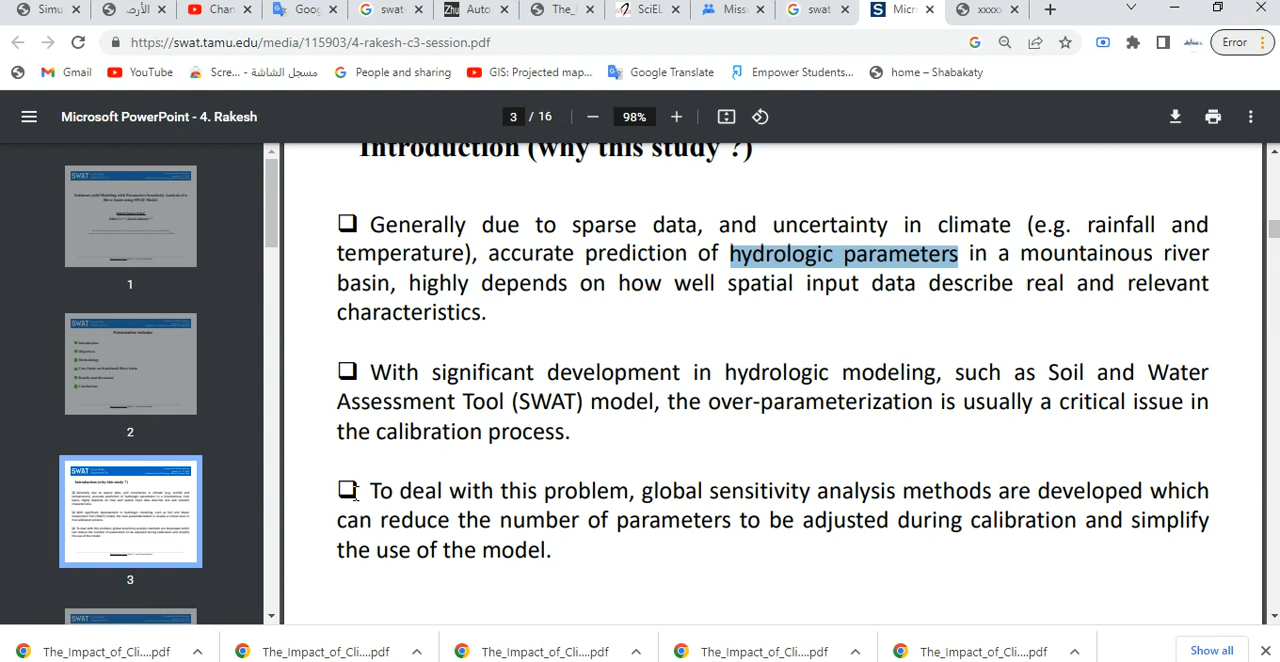 Simu
الأرص
Chan
Goog
swat-
Zhu Auto
The_I
SciEL
Miss
swat
S Micr
xxxx
https://swat.tamu.edu/media/115903/4-rakesh-c3-session.pdf
Error
Gmail
YouTube
Scre... - مسجل الشاشة
People and sharing
GIS: Projected map...
Google Translate
Empower Students...
home – Shabakaty
Microsoft PowerPoint - 4. Rakesh
3 / 16
98%
1
2
3
Introduction (why this study ?)
Generally due to sparse data, and uncertainty in climate (e.g. rainfall and
temperature), accurate prediction of hydrologic parameters in a mountainous river
basin, highly depends on how well spatial input data describe real and relevant
characteristics.
With significant development in hydrologic modeling, such as Soil and Water
Assessment Tool (SWAT) model, the over-parameterization is usually a critical issue in
the calibration process.
To deal with this problem, global sensitivity analysis methods are developed which
can reduce the number of parameters to be adjusted during calibration and simplify
the use of the model.
The_Impact_of_Cli....pdf
The_Impact_of_Cli....pdf
The_Impact_of_Cli....pdf
The_Impact_of_Cli....pdf
The_Impact_of_Cli....pdf
Show all